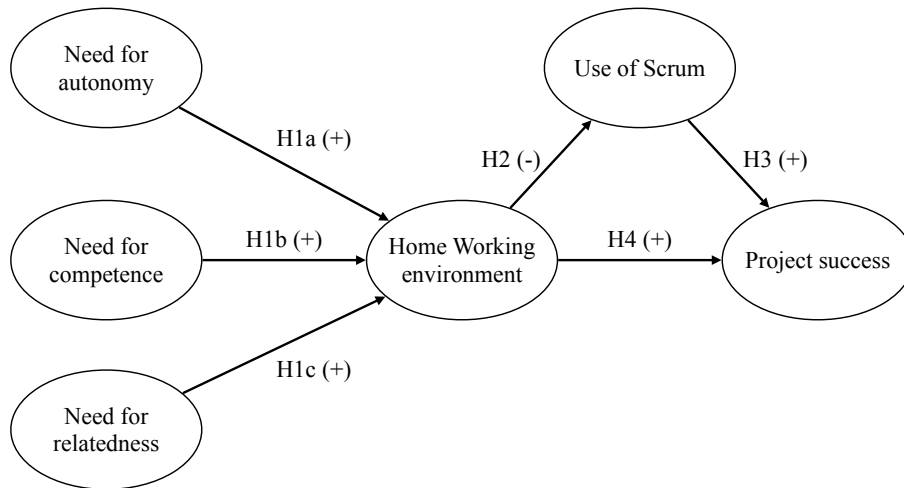 Need for
autonomy
Use of Scrum
H1a (+)
H2 (-)
H3 (+)
Need for
competence
H1b (+)
Home Working
environment
H4 (+)
Project success
H1c (+)
Need for
relatedness